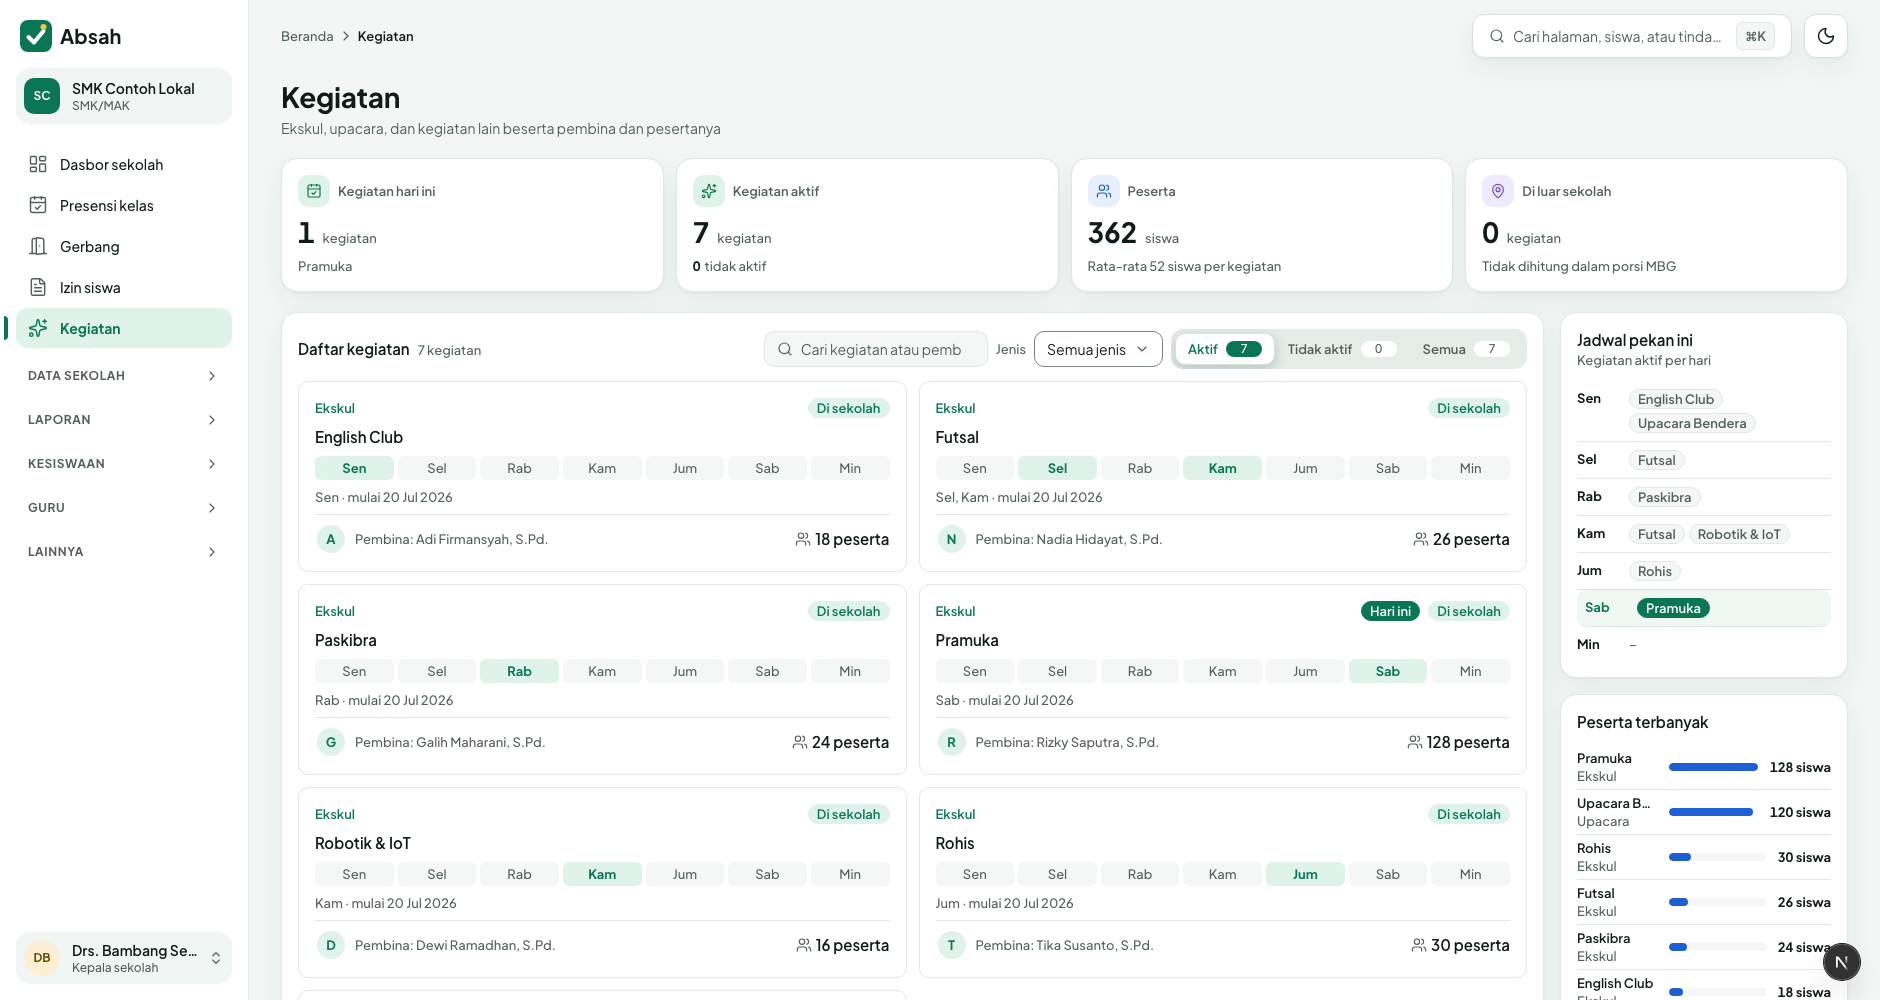 Absah
SC
SMK Contoh Lokal
SMK/MAK
Dasbor sekolah
Presensi kelas
Gerbang
Izin siswa
Kegiatan
DATA SEKOLAH
LAPORAN
KESISWAAN
GURU
LAINNYA
DB
Drs. Bambang Se...
Kepala sekolah
Beranda > Kegiatan
Cari halaman, siswa, atau tinda... ⌘K
Kegiatan
Ekskul, upacara, dan kegiatan lain beserta pembina dan pesertanya
Kegiatan hari ini
1 kegiatan
Pramuka
Kegiatan aktif
7 kegiatan
0 tidak aktif
Peserta
362 siswa
Rata-rata 52 siswa per kegiatan
Di luar sekolah
0 kegiatan
Tidak dihitung dalam porsi MBG
Daftar kegiatan 7 kegiatan
Cari kegiatan atau pemb
Jenis
Semua jenis
Aktif 7
Tidak aktif 0
Semua 7
Ekskul Di sekolah
English Club
Sen Sel Rab Kam Jum Sab Min
Sen · mulai 20 Jul 2026
A Pembina: Adi Firmansyah, S.Pd. 18 peserta
Ekskul Di sekolah
Futsal
Sen Sel Rab Kam Jum Sab Min
Sel, Kam · mulai 20 Jul 2026
N Pembina: Nadia Hidayat, S.Pd. 26 peserta
Ekskul Di sekolah
Paskibra
Sen Sel Rab Kam Jum Sab Min
Rab · mulai 20 Jul 2026
G Pembina: Galih Maharani, S.Pd. 24 peserta
Ekskul Hari ini Di sekolah
Pramuka
Sen Sel Rab Kam Jum Sab Min
Sab · mulai 20 Jul 2026
R Pembina: Rizky Saputra, S.Pd. 128 peserta
Ekskul Di sekolah
Robotik & IoT
Sen Sel Rab Kam Jum Sab Min
Kam · mulai 20 Jul 2026
D Pembina: Dewi Ramadhan, S.Pd. 16 peserta
Ekskul Di sekolah
Rohis
Sen Sel Rab Kam Jum Sab Min
Jum · mulai 20 Jul 2026
T Pembina: Tika Susanto, S.Pd. 30 peserta
Jadwal pekan ini
Kegiatan aktif per hari
Sen English Club
Upacara Bendera
Sel Futsal
Rab Paskibra
Kam Futsal Robotik & IoT
Jum Rohis
Sab Pramuka
Min –
Peserta terbanyak
Pramuka
Ekskul
128 siswa
Upacara B...
Upacara
120 siswa
Rohis
Ekskul
30 siswa
Futsal
Ekskul
26 siswa
Paskibra
Ekskul
24 siswa
English Club
Ekskul
18 siswa
N